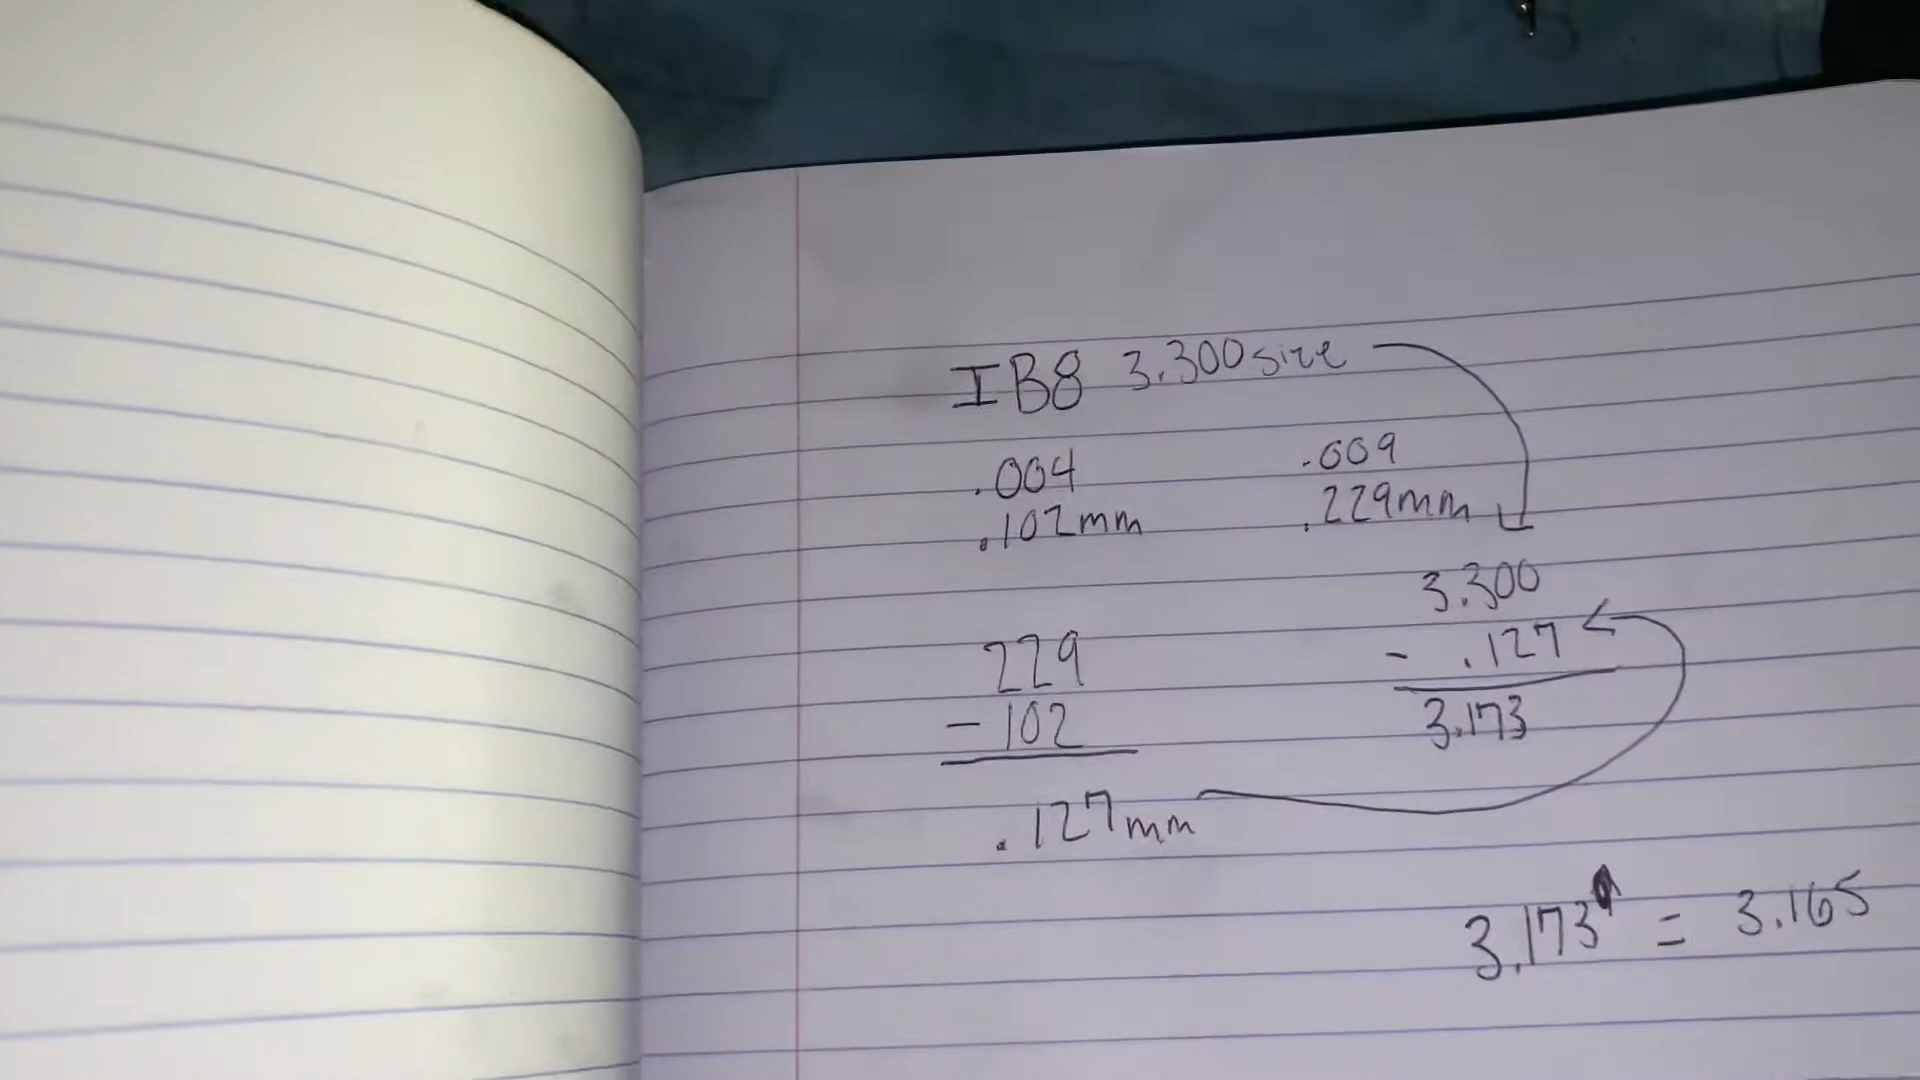 IB8 3.300 size
.004 .009
.102mm .229mm
3.300
- .127
3.173
229
- 102
.127mm
3.173 = 3.165